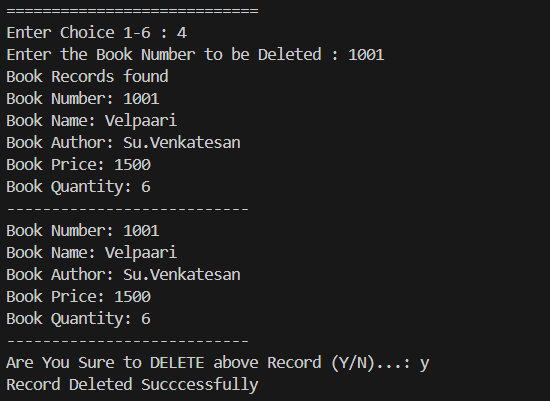 ============================
Enter Choice 1-6 : 4
Enter the Book Number to be Deleted : 1001
Book Records found
Book Number: 1001
Book Name: Velpaari
Book Author: Su.Venkatesan
Book Price: 1500
Book Quantity: 6
---------------------------
Book Number: 1001
Book Name: Velpaari
Book Author: Su.Venkatesan
Book Price: 1500
Book Quantity: 6
---------------------------
Are You Sure to DELETE above Record (Y/N)...: y
Record Deleted Succcessfully